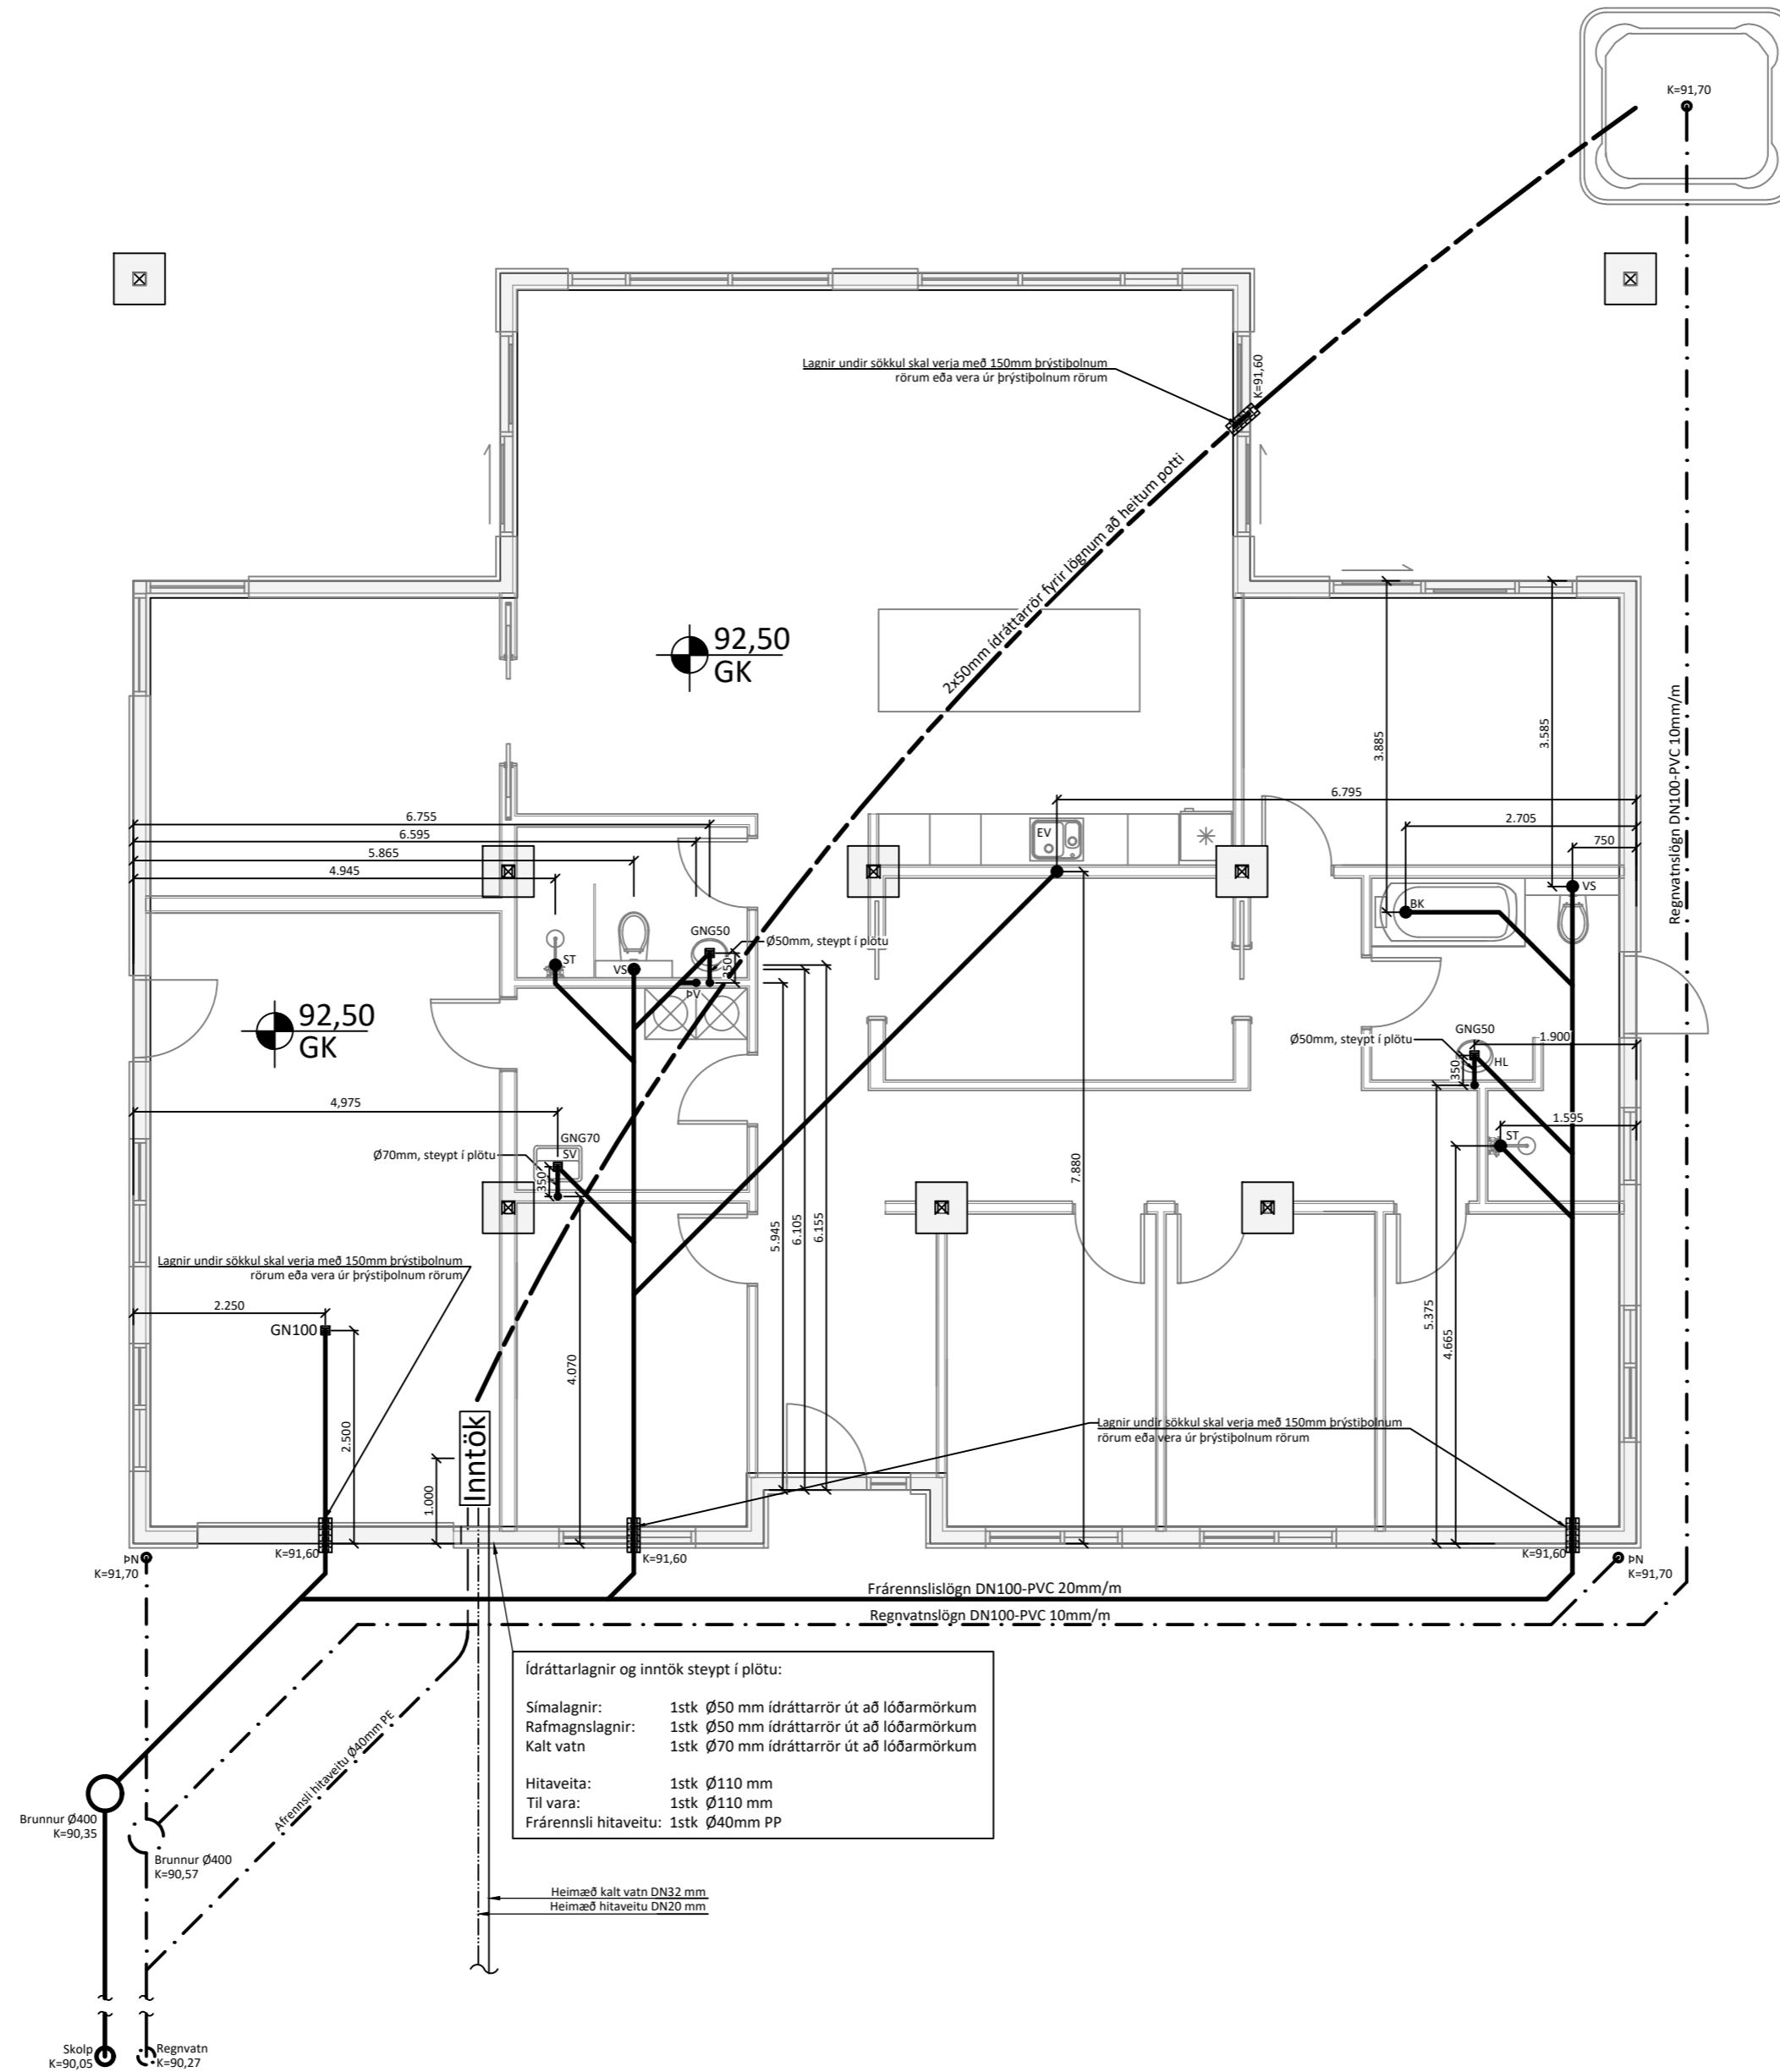 K=91,70
Lagnir undir sökkul skal verja með 150mm þrýstiþolnum
rörum eða vera úr þrýstiþolnum rörum
K=91,60
2x50mm ídráttarrör fyrir lögnum að heitum potti
92,50
GK
3.885
3.585
Regnvatnslögn DN100-PVC 10mm/m
6.795
6.755
6.595
5.865
4.945
2.705
750
EV
BK
VS
GNG50
Ø50mm, steypt í plötu
ST
VS
350
ÞV
92,50
GK
GNG50
Ø50mm, steypt í plötu
1.900
350
HL
4,975
GNG70
SV
Ø70mm, steypt í plötu
350
1.595
ST
7.880
5.945
6.105
6.155
Lagnir undir sökkul skal verja með 150mm þrýstiþolnum
rörum eða vera úr þrýstiþolnum rörum
2.250
GN100
5.375
4.665
4.070
2.500
Inntök
1.000
Lagnir undir sökkul skal verja með 150mm þrýstiþolnum
rörum eða vera úr þrýstiþolnum rörum
K=91,60
K=91,60
K=91,60
ÞN
K=91,70
ÞN
K=91,70
Frárennslislögn DN100-PVC 20mm/m
Regnvatnslögn DN100-PVC 10mm/m
Ídráttarlagnir og inntök steypt í plötu:
Símalagnir: 1stk Ø50 mm ídráttarrör út að lóðarmörkum
Rafmagnslagnir: 1stk Ø50 mm ídráttarrör út að lóðarmörkum
Kalt vatn 1stk Ø70 mm ídráttarrör út að lóðarmörkum
Hitaveita: 1stk Ø110 mm
Til vara: 1stk Ø110 mm
Frárennsli hitaveitu: 1stk Ø40mm PP
Afrennsli hitaveitu Ø40mm PE
Brunnur Ø400
K=90,35
Brunnur Ø400
K=90,57
Heimæð kalt vatn DN32 mm
Heimæð hitaveitu DN20 mm
Skolp
K=90,05
Regnvatn
K=90,27